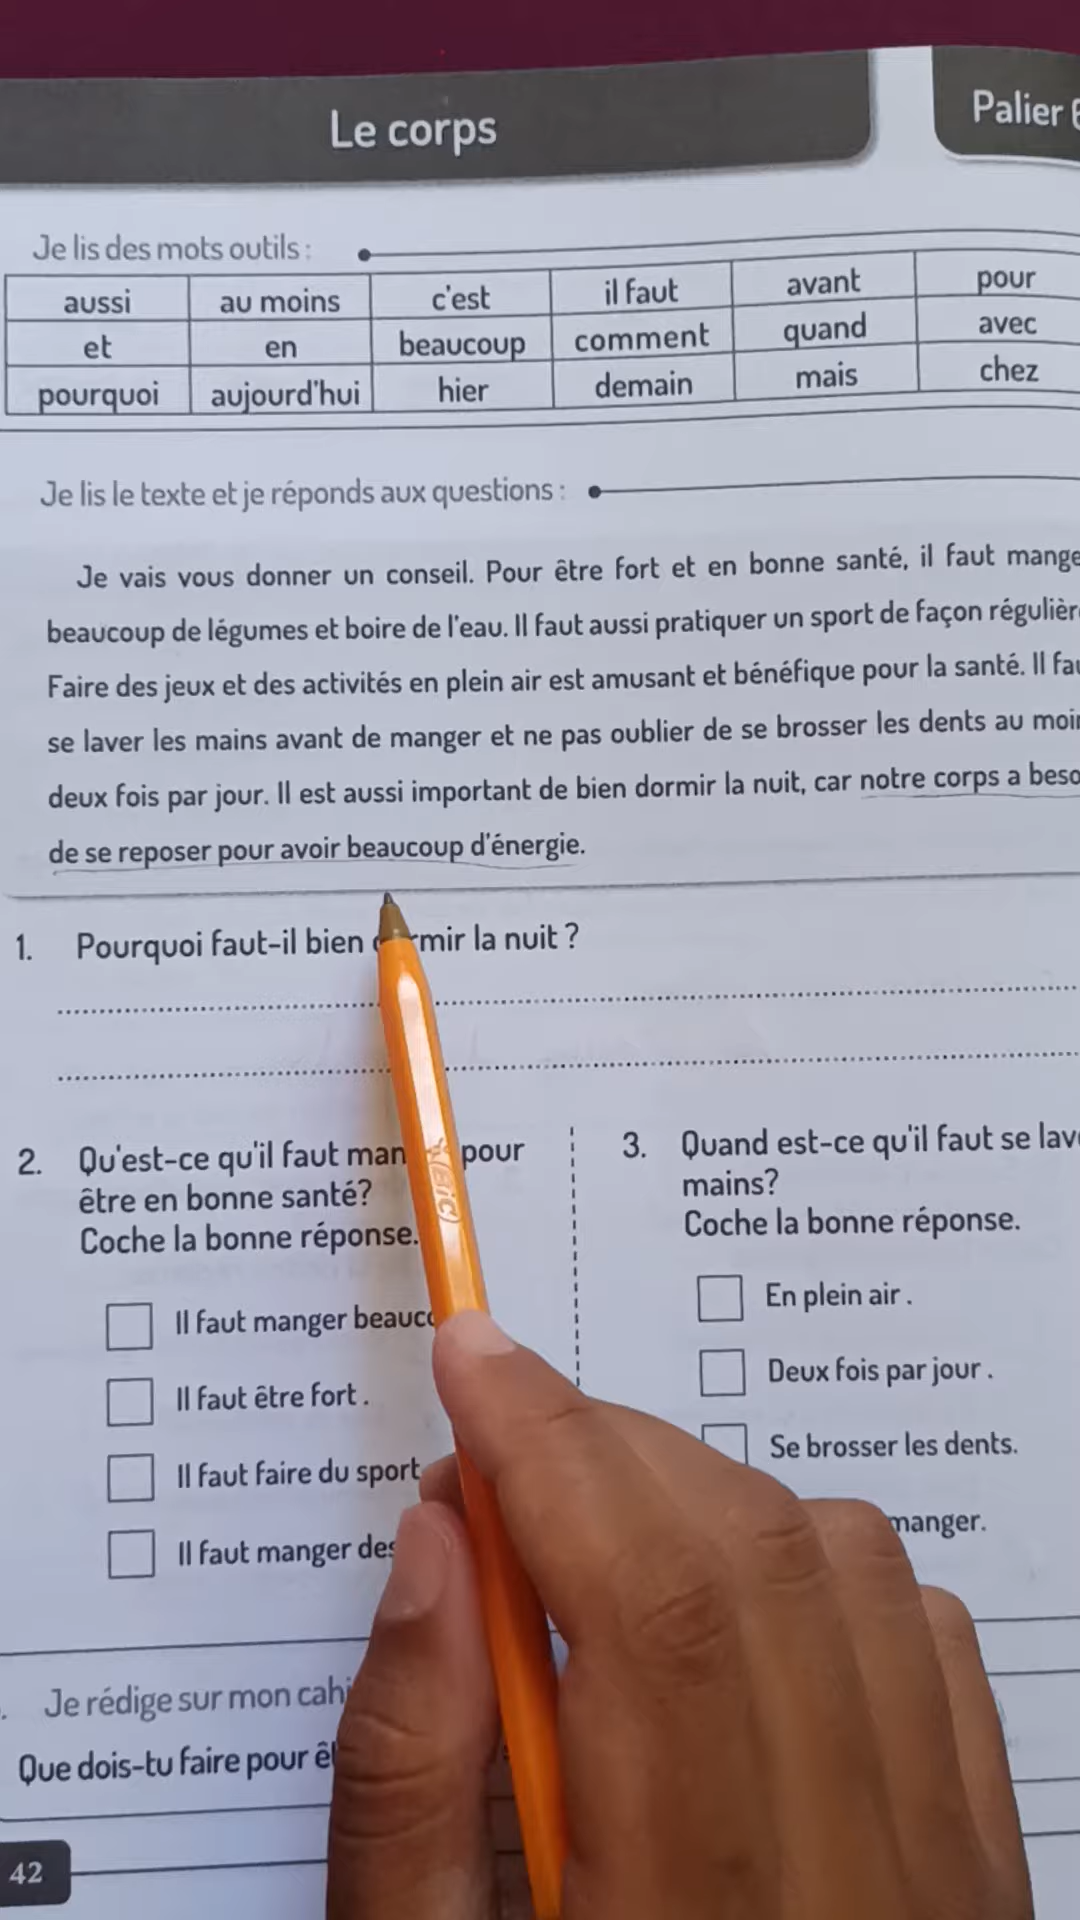 Le corps
Palier
Je lis des mots outils :
aussi au moins c'est il faut avant pour
et en beaucoup comment quand avec
pourquoi aujourd'hui hier demain mais chez
Je lis le texte et je réponds aux questions :
Je vais vous donner un conseil. Pour être fort et en bonne santé, il faut mange
beaucoup de légumes et boire de l'eau. Il faut aussi pratiquer un sport de façon régulièr
Faire des jeux et des activités en plein air est amusant et bénéfique pour la santé. Il fau
se laver les mains avant de manger et ne pas oublier de se brosser les dents au moin
deux fois par jour. Il est aussi important de bien dormir la nuit, car notre corps a beso
de se reposer pour avoir beaucoup d'énergie.
1. Pourquoi faut-il bien rmir la nuit ?
2. Qu'est-ce qu'il faut man pour
être en bonne santé?
Coche la bonne réponse.
Il faut manger beauco
Il faut être fort .
Il faut faire du sport
Il faut manger des
3. Quand est-ce qu'il faut se lav
mains?
Coche la bonne réponse.
En plein air .
Deux fois par jour .
Se brosser les dents.
manger.
Je rédige sur mon cahi
Que dois-tu faire pour ê
42
BiC